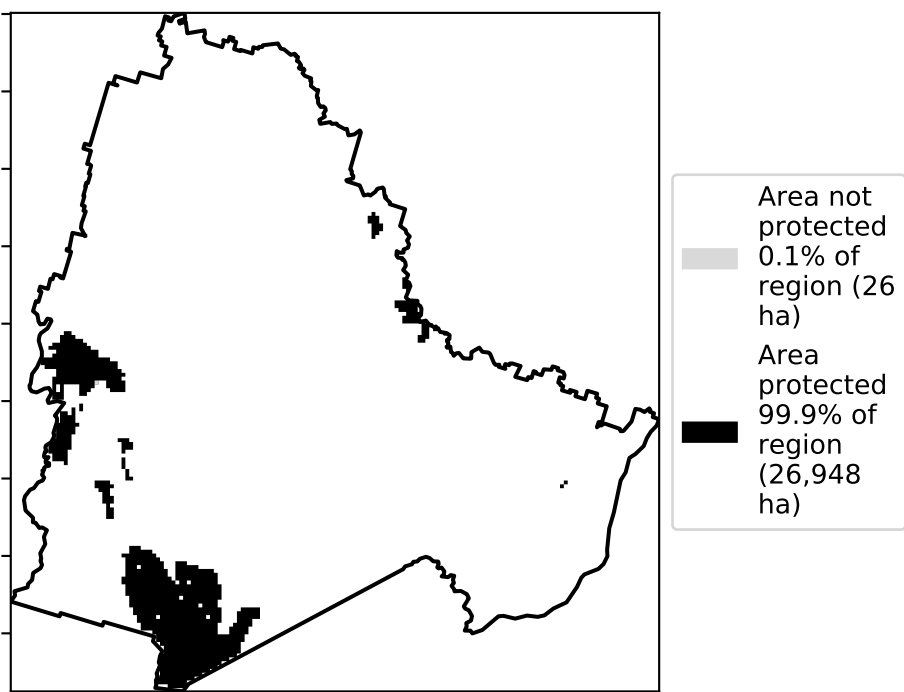 Area not
protected
0.1% of
region (26
ha)
Area
protected
99.9% of
region
(26,948
ha)